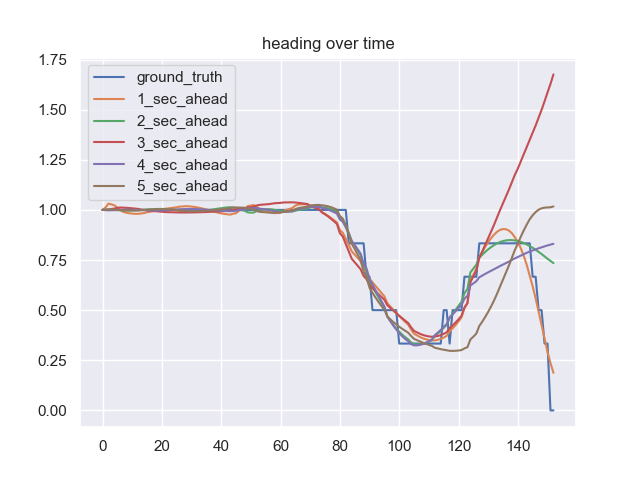 heading over time
1.75
1.50
1.25
1.00
0.75
0.50
0.25
0.00
ground_truth
1_sec_ahead
2_sec_ahead
3_sec_ahead
4_sec_ahead
5_sec_ahead
0 20 40 60 80 100 120 140